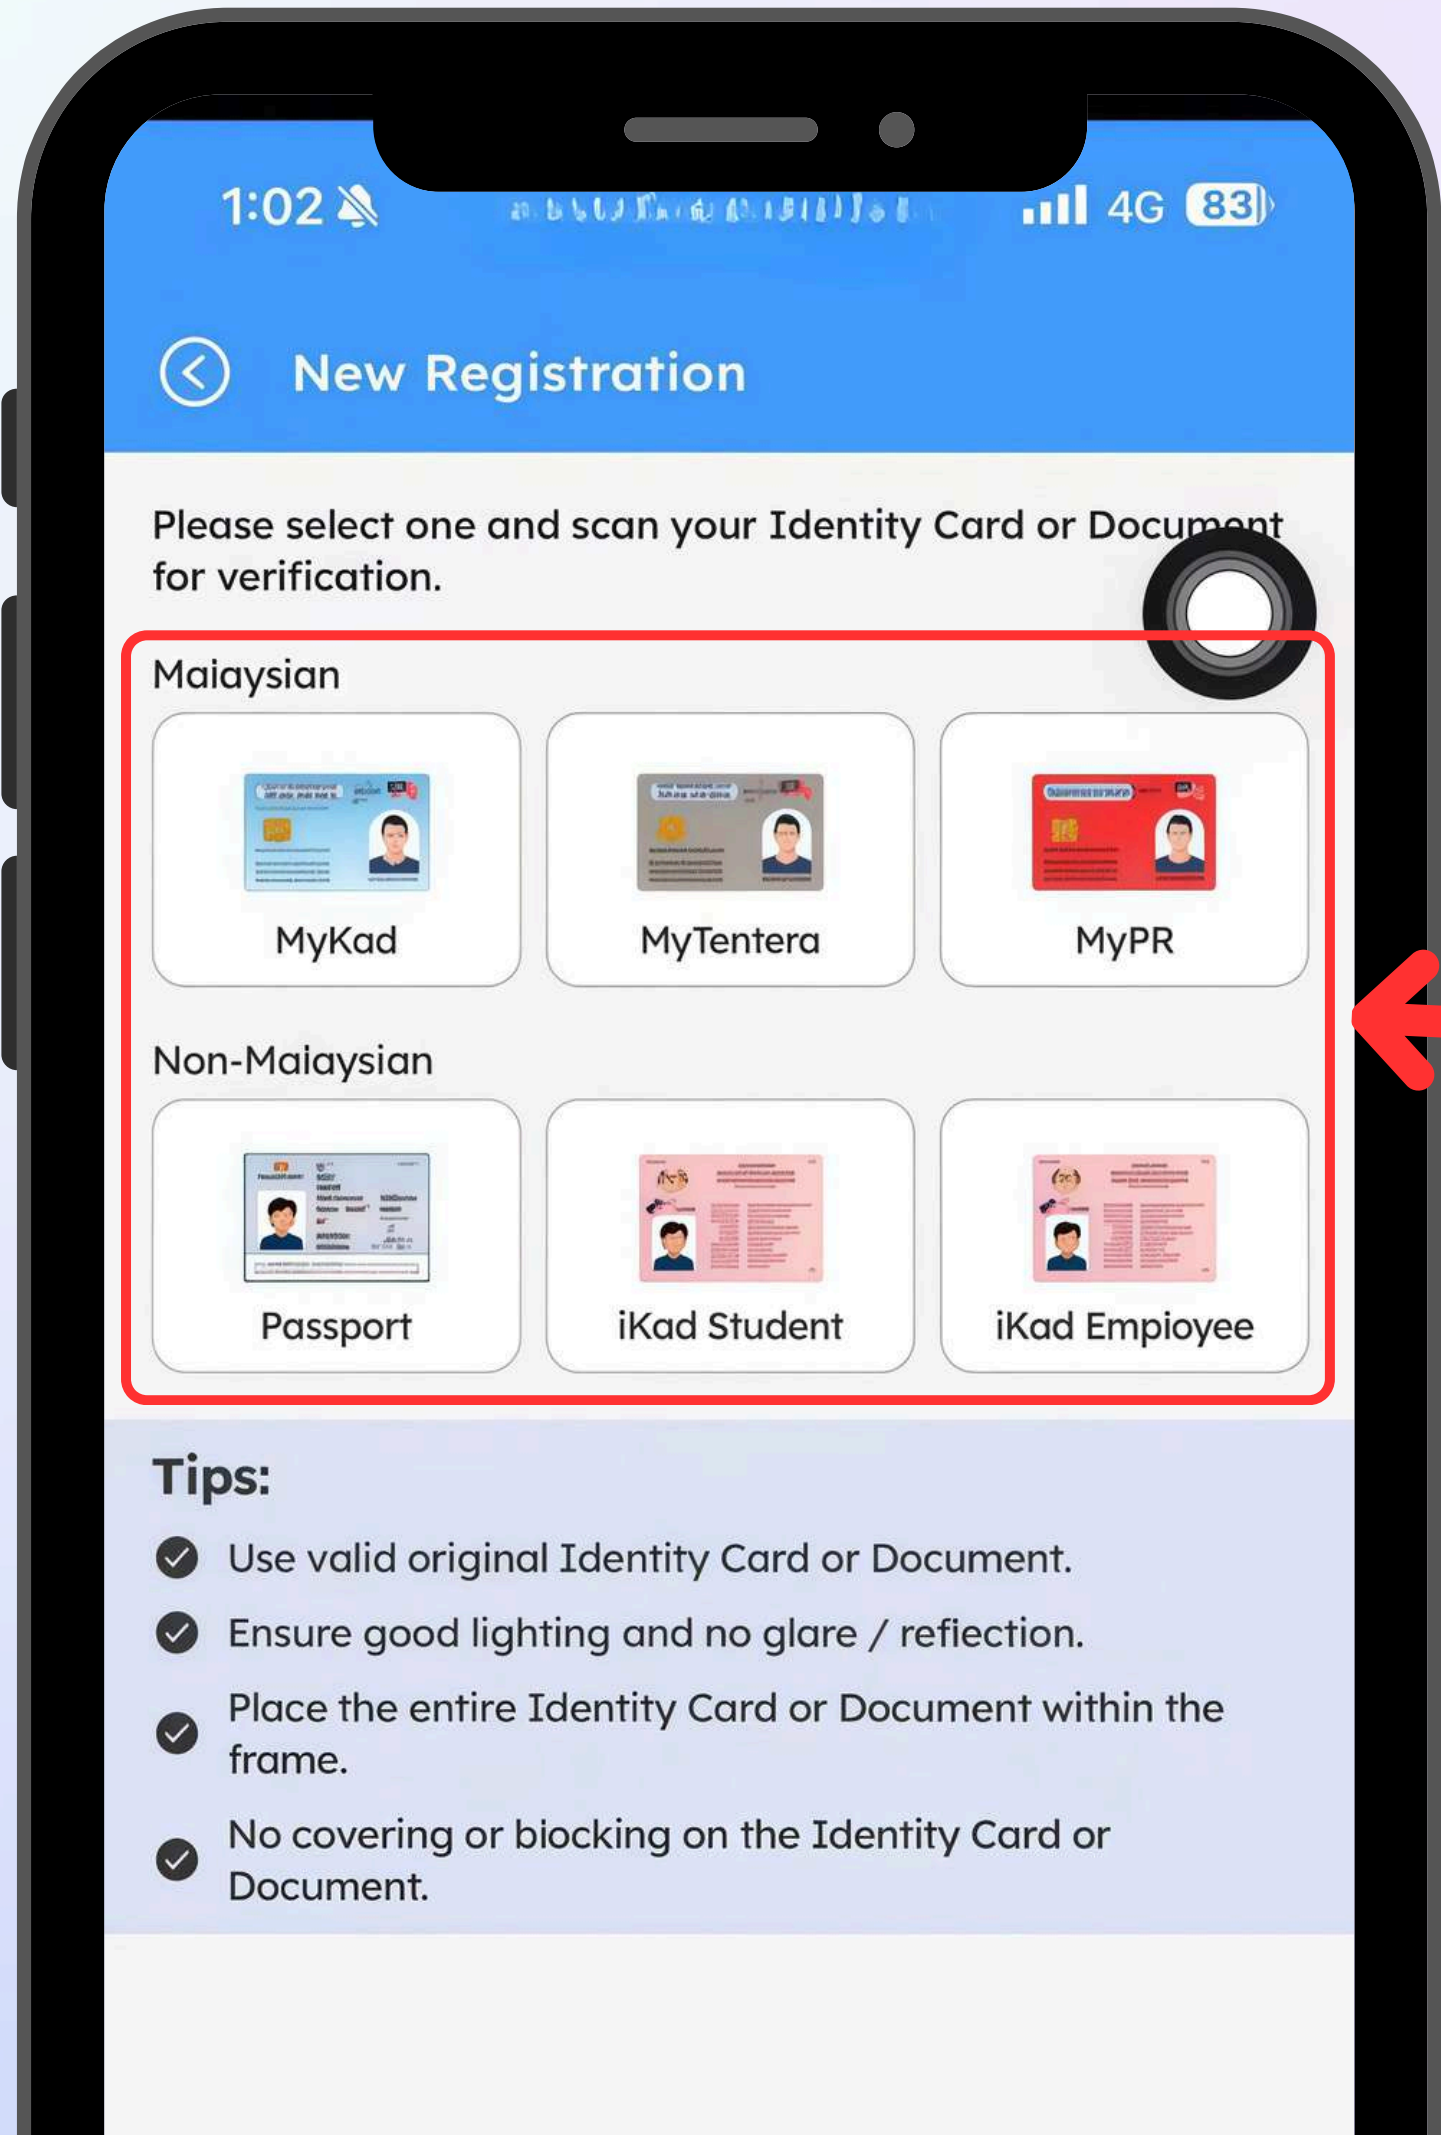 1:02
4G 83
New Registration
Please select one and scan your Identity Card or Document
for verification.
Maiaysian
MyKad MyTentera MyPR
Non-Maiaysian
Passport iKad Student iKad Empioyee
Tips:
Use valid original Identity Card or Document.
Ensure good lighting and no glare / refiection.
Place the entire Identity Card or Document within the
frame.
No covering or biocking on the Identity Card or
Document.